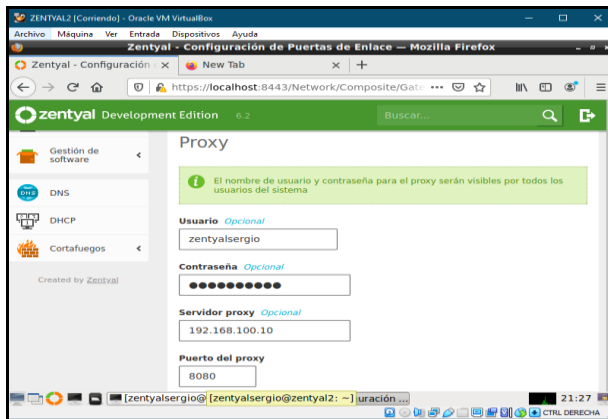 ZENTYAL2 [Corriendo] - Oracle VM VirtualBox
Archivo Máquina Ver Entrada Dispositivos Ayuda
Zentyal - Configuración de Puertas de Enlace — Mozilla Firefox
Zentyal - Configuración
New Tab
https://localhost:8443/Network/Composite/Gate
zentyal Development Edition 6.2
Buscar...
Gestión de software
DNS
DHCP
Cortafuegos
Created by Zentyal
Proxy
El nombre de usuario y contraseña para el proxy serán visibles por todos los
usuarios del sistema
Usuario Opcional
zentyalsergio
Contraseña Opcional
●●●●●●●●●●
Servidor proxy Opcional
192.168.100.10
Puerto del proxy
8080
[zentyalsergio@
[zentyalsergio@zentyal2: ~]
uración ...
21:27
CTRL DERECHA